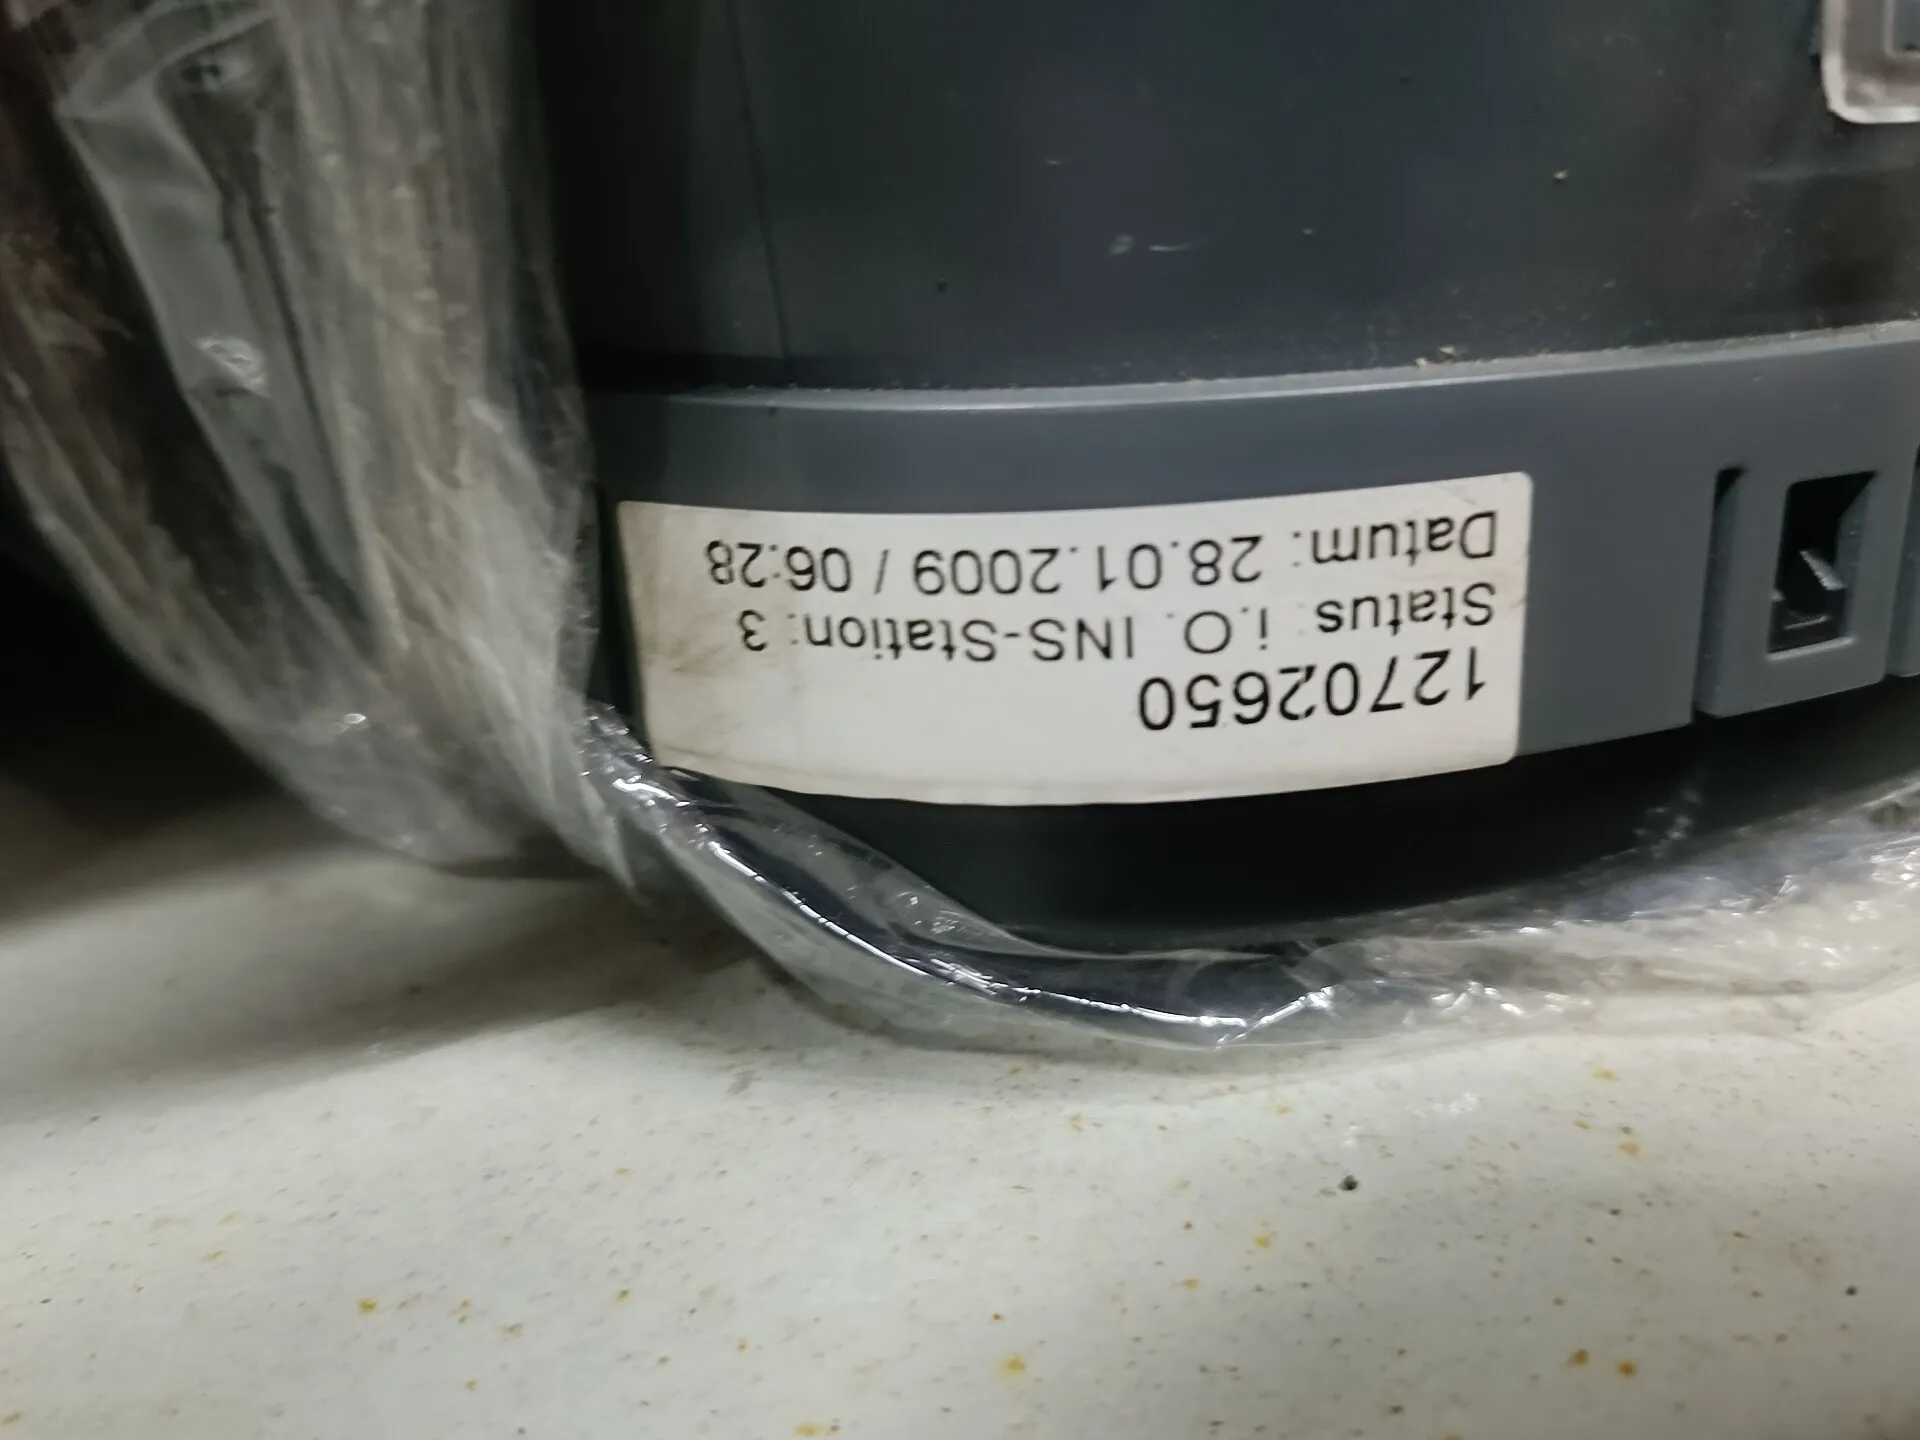 Datum: 28.01.2009 / 06:28
Status: i.O. INS-Station: 3
12702650